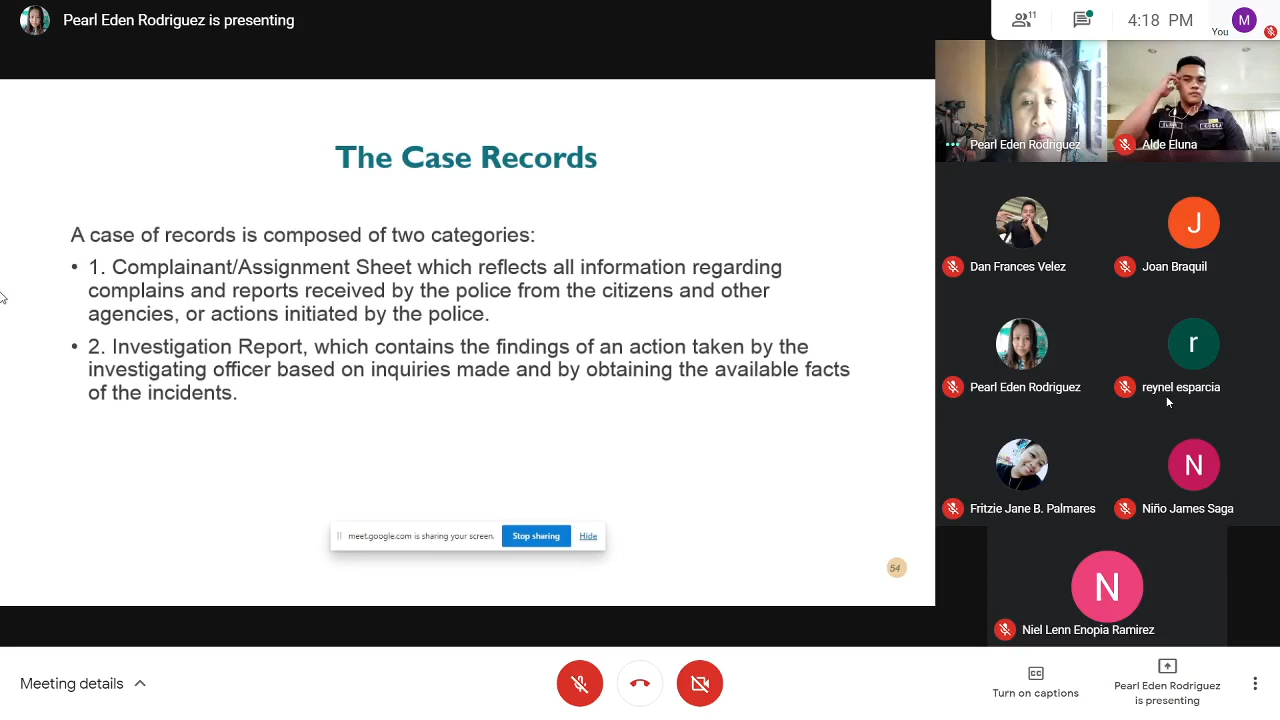 Pearl Eden Rodriguez is presenting
11
4:18 PM
You
M
The Case Records
A case of records is composed of two categories:
• 1. Complainant/Assignment Sheet which reflects all information regarding
complains and reports received by the police from the citizens and other
agencies, or actions initiated by the police.
• 2. Investigation Report, which contains the findings of an action taken by the
investigating officer based on inquiries made and by obtaining the available facts
of the incidents.
meet.google.com is sharing your screen.
Stop sharing
Hide
54
Pearl Eden Rodriguez
Alde Eluna
Dan Frances Velez
J
Joan Braquil
Pearl Eden Rodriguez
r
reynel esparcia
Fritzie Jane B. Palmares
N
Niño James Saga
N
Niel Lenn Enopia Ramirez
Meeting details
CC
Turn on captions
Pearl Eden Rodriguez
is presenting